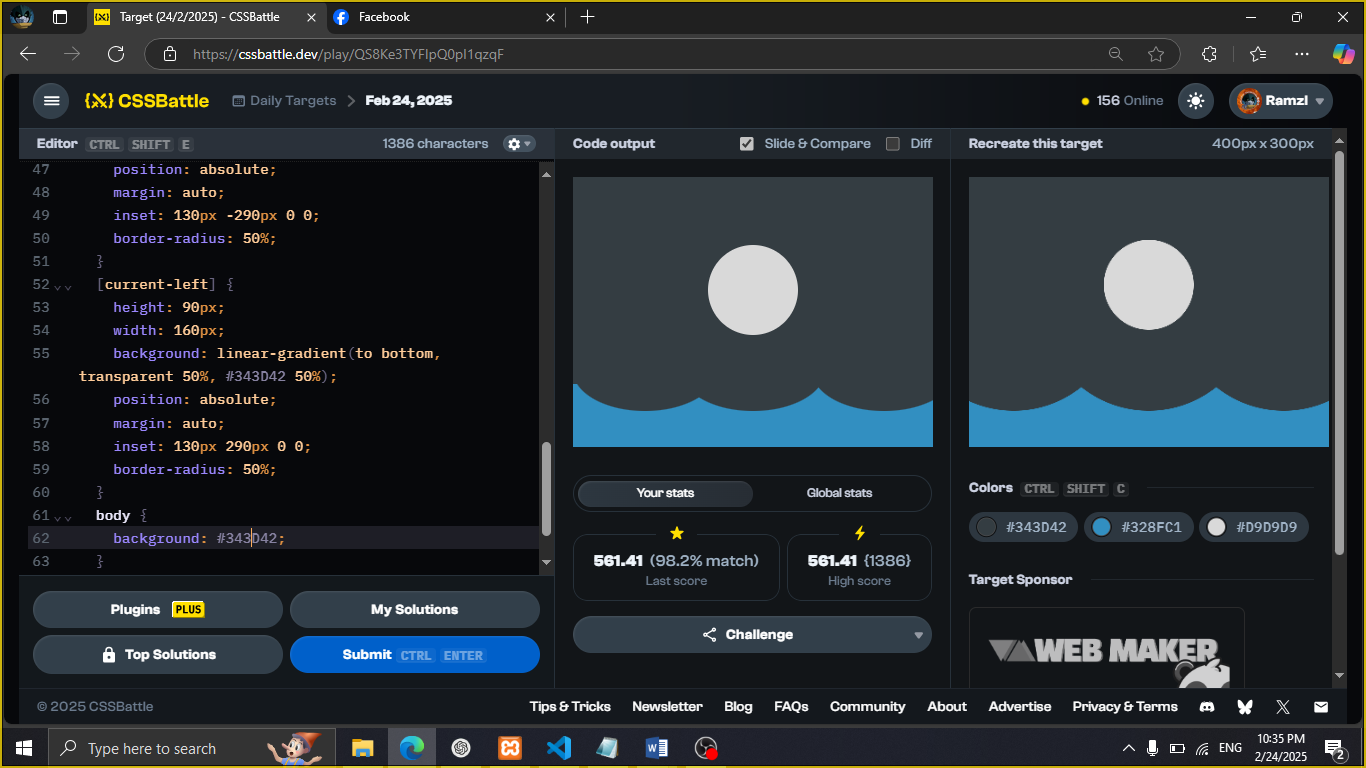 Target (24/2/2025) - CSSBattle
Facebook
https://cssbattle.dev/play/QS8Ke3TYFlpQ0pl1qzqF
{X} CSSBattle
Daily Targets > Feb 24, 2025
156 Online
Ramzl
Editor CTRL SHIFT E
1386 characters
47 position: absolute;
48 margin: auto;
49 inset: 130px -290px 0 0;
50 border-radius: 50%;
51 }
52 [current-left] {
53 height: 90px;
54 width: 160px;
55 background: linear-gradient(to bottom,
transparent 50%, #343D42 50%);
56 position: absolute;
57 margin: auto;
58 inset: 130px 290px 0 0;
59 border-radius: 50%;
60 }
61 body {
62 background: #343D42;
63 }
Plugins PLUS
My Solutions
Top Solutions
Submit CTRL ENTER
Code output
Slide & Compare
Diff
Your stats
Global stats
561.41 (98.2% match)
Last score
561.41 {1386}
High score
Challenge
Recreate this target
400px x 300px
Colors CTRL SHIFT C
#343D42
#328FC1
#D9D9D9
Target Sponsor
WEB MAKER
© 2025 CSSBattle
Tips & Tricks
Newsletter
Blog
FAQs
Community
About
Advertise
Privacy & Terms
Type here to search
ENG
10:35 PM
2/24/2025
2